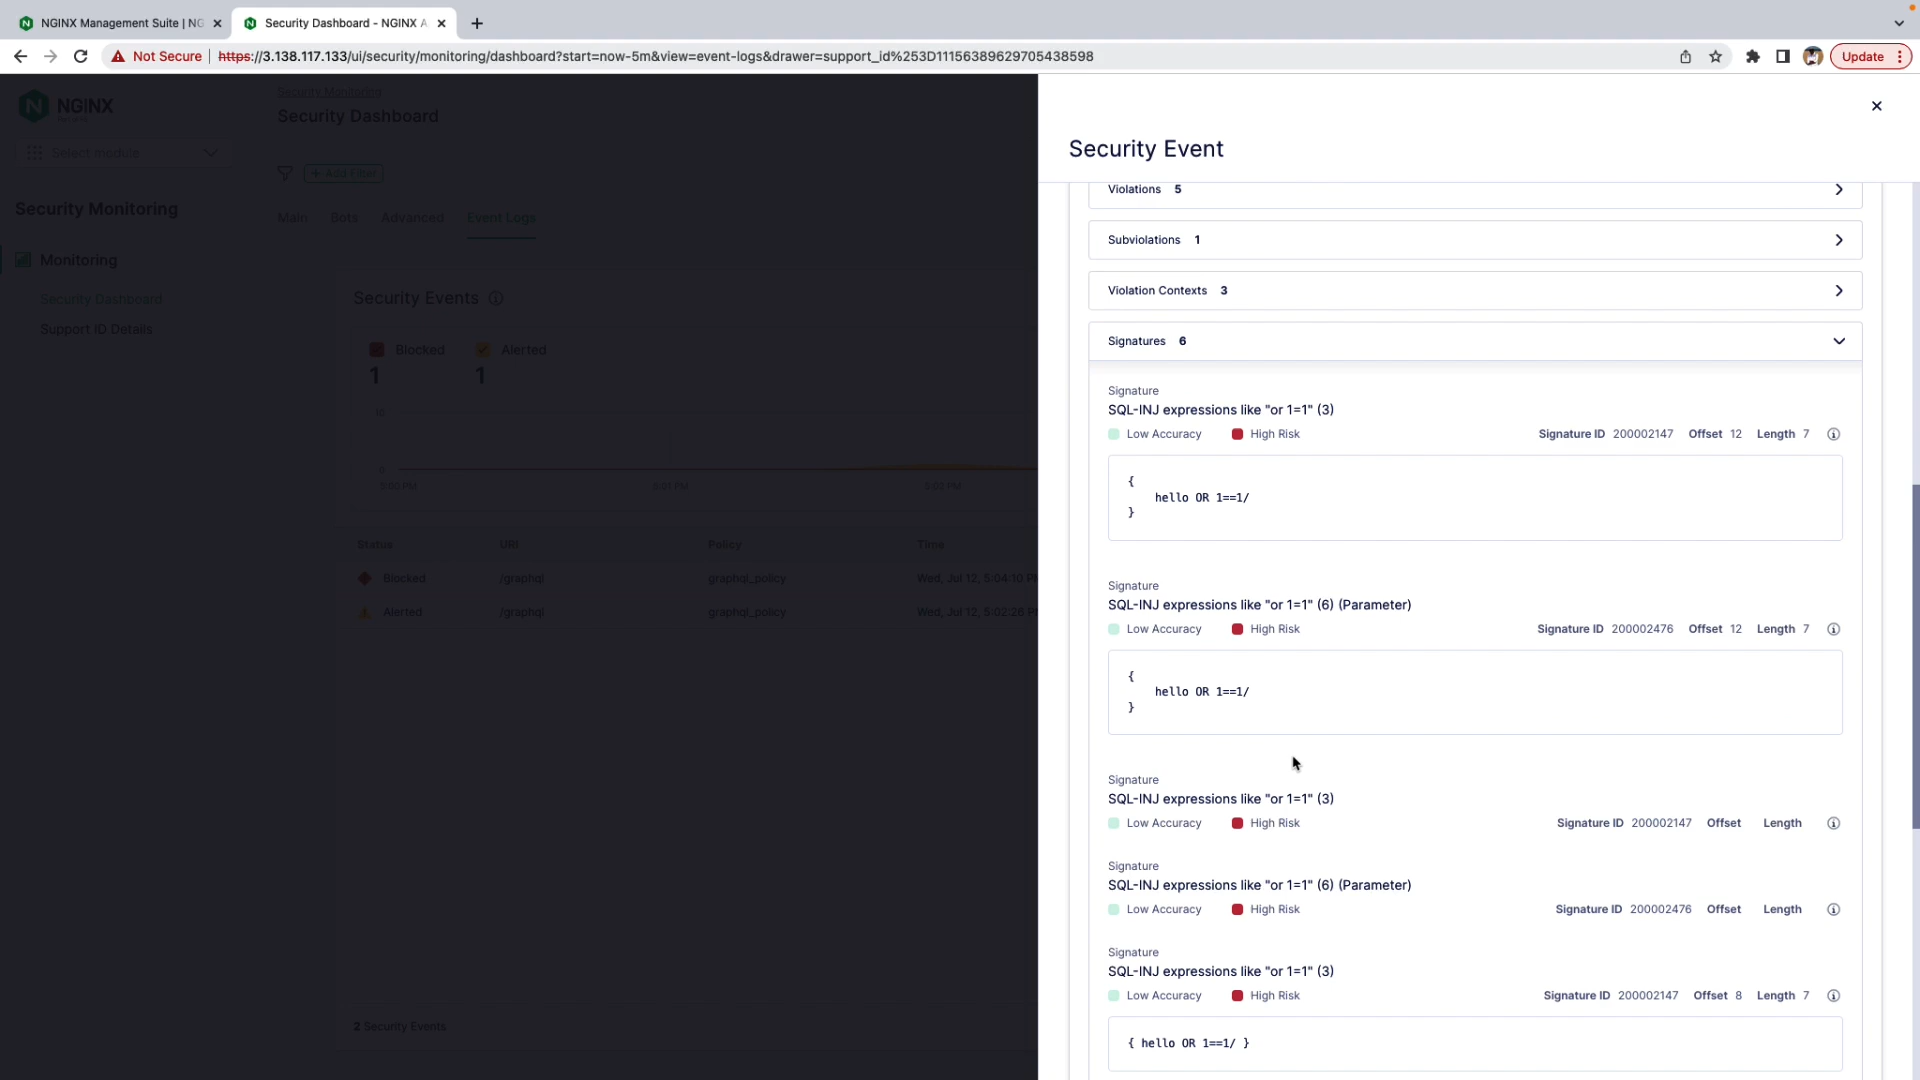 NGINX Management Suite | NG
Security Dashboard - NGINX A
Not Secure
https://3.138.117.133/ui/security/monitoring/dashboard?start=now-5m&view=event-logs&drawer=support_id%253D11156389629705438598
Update
NGINX
Select module
Security Monitoring
Monitoring
Security Dashboard
Support ID Details
Security Monitoring
Security Dashboard
+ Add Filter
Main Bots Advanced Event Logs
Security Events
Blocked Alerted
1 1
10
0
5:00 PM 5:01 PM
Status URI Policy Time
Blocked /graphql graphql_policy Wed, Jul 12, 5:04:10 P
Alerted /graphql graphql_policy Wed, Jul 12, 5:02:26 P
2 Security Events
Security Event
Violations 5
Subviolations 1
Violation Contexts 3
Signatures 6
Signature
SQL-INJ expressions like "or 1=1" (3)
Low Accuracy High Risk Signature ID 200002147 Offset 12 Length 7
{
hello OR 1==1/
}
Signature
SQL-INJ expressions like "or 1=1" (6) (Parameter)
Low Accuracy High Risk Signature ID 200002476 Offset 12 Length 7
{
hello OR 1==1/
}
Signature
SQL-INJ expressions like "or 1=1" (3)
Low Accuracy High Risk Signature ID 200002147 Offset Length
Signature
SQL-INJ expressions like "or 1=1" (6) (Parameter)
Low Accuracy High Risk Signature ID 200002476 Offset Length
Signature
SQL-INJ expressions like "or 1=1" (3)
Low Accuracy High Risk Signature ID 200002147 Offset 8 Length 7
{ hello OR 1==1/ }